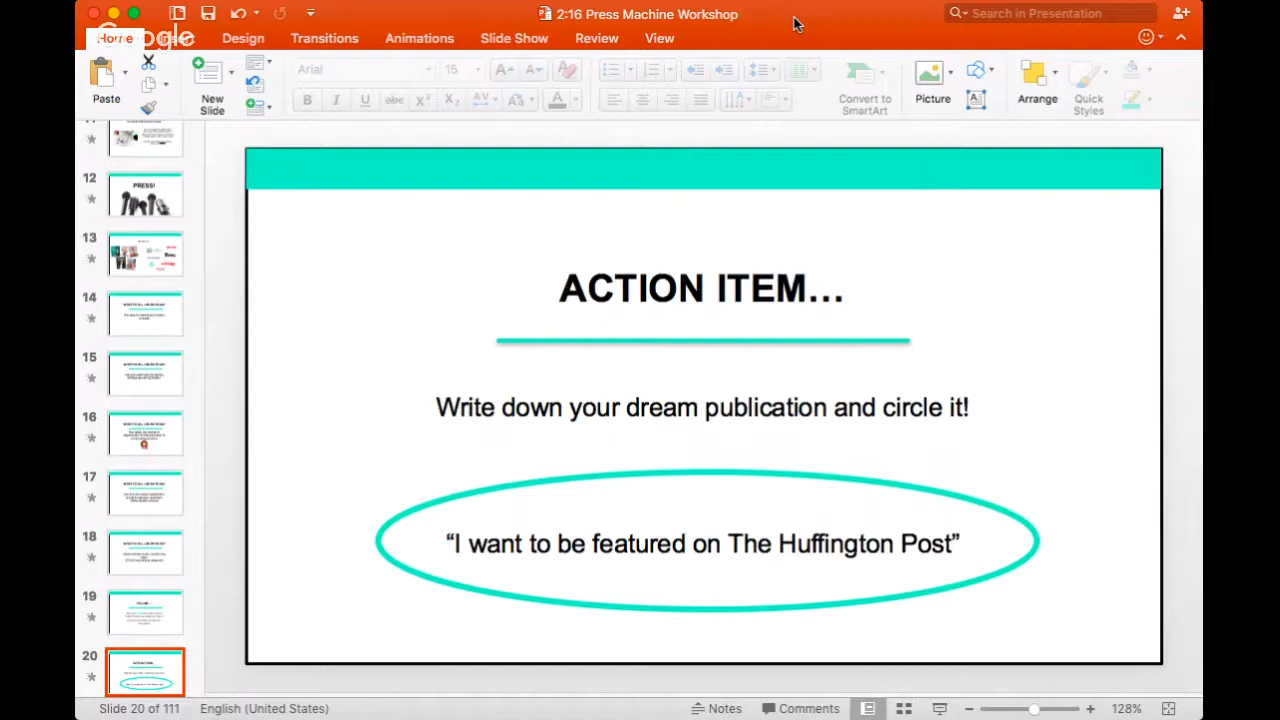 2:16 Press Machine Workshop
Search in Presentation
Google
Home Insert Design Transitions Animations Slide Show Review View
Paste
New Slide
Arial 15
Convert to SmartArt
Picture
Arrange
Quick Styles
12
PRESS!
13
14
15
16
17
18
19
20
ACTION ITEM…
Write down your dream publication and circle it!
“I want to be featured on The Huffington Post”
Slide 20 of 111 English (United States) Notes Comments 128%